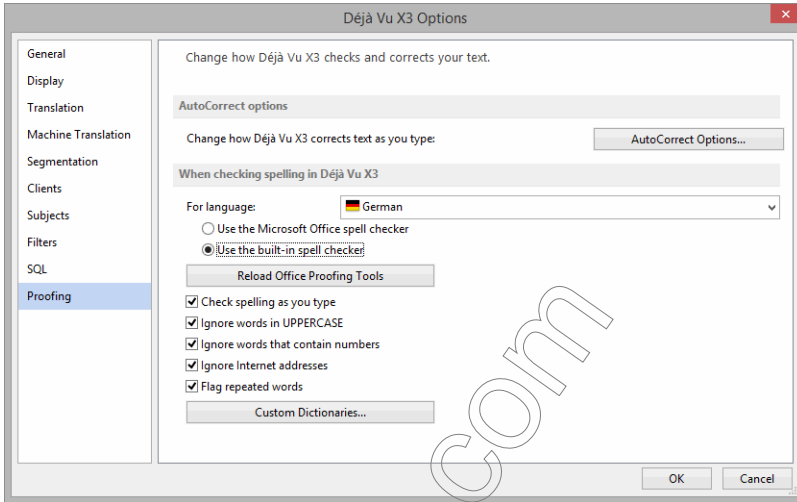 Déjà Vu X3 Options
General
Display
Translation
Machine Translation
Segmentation
Clients
Subjects
Filters
SQL
Proofing
Change how Déjà Vu X3 checks and corrects your text.
AutoCorrect options
Change how Déjà Vu X3 corrects text as you type:
AutoCorrect Options...
When checking spelling in Déjà Vu X3
For language:
German
Use the Microsoft Office spell checker
Use the built-in spell checker
Reload Office Proofing Tools
Check spelling as you type
Ignore words in UPPERCASE
Ignore words that contain numbers
Ignore Internet addresses
Flag repeated words
Custom Dictionaries...
com
OK
Cancel